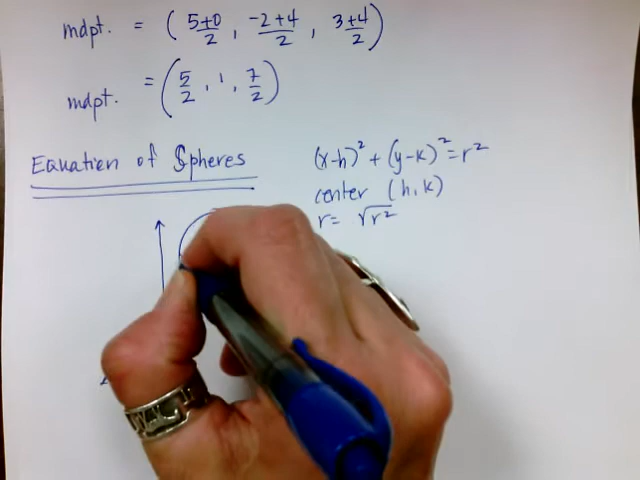 mdpt. = ( 5+0/2 , -2+4/2 , 3+4/2 )
mdpt. = ( 5/2 , 1 , 7/2 )
Equation of Spheres
(x-h)² + (y-k)² = r²
center (h, k)
r = √r²